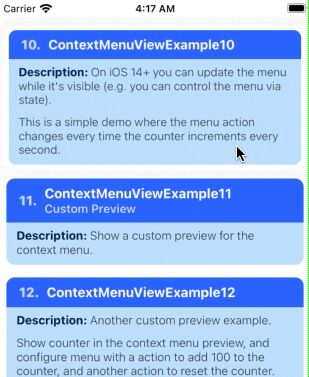 Carrier 4:17 AM
10. ContextMenuViewExample10
Description: On iOS 14+ you can update the menu
while it's visible (e.g. you can control the menu via
state).
This is a simple demo where the menu action
changes every time the counter increments every
second.
11. ContextMenuViewExample11
Custom Preview
Description: Show a custom preview for the
context menu.
12. ContextMenuViewExample12
Description: Another custom preview example.
Show counter in the context menu preview, and
configure menu with a action to add 100 to the
counter, and another action to reset the counter.